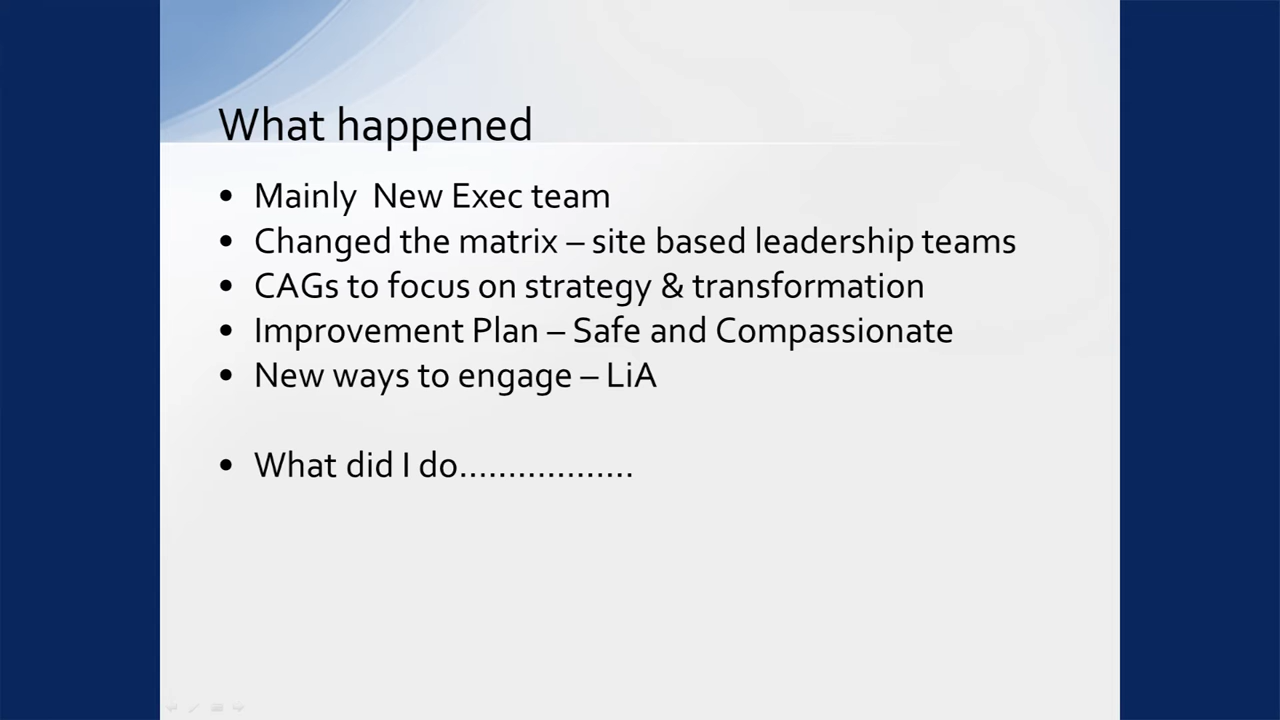 What happened
• Mainly  New Exec team
• Changed the matrix – site based leadership teams
• CAGs to focus on strategy & transformation
• Improvement Plan – Safe and Compassionate
• New ways to engage – LiA
• What did I do………………